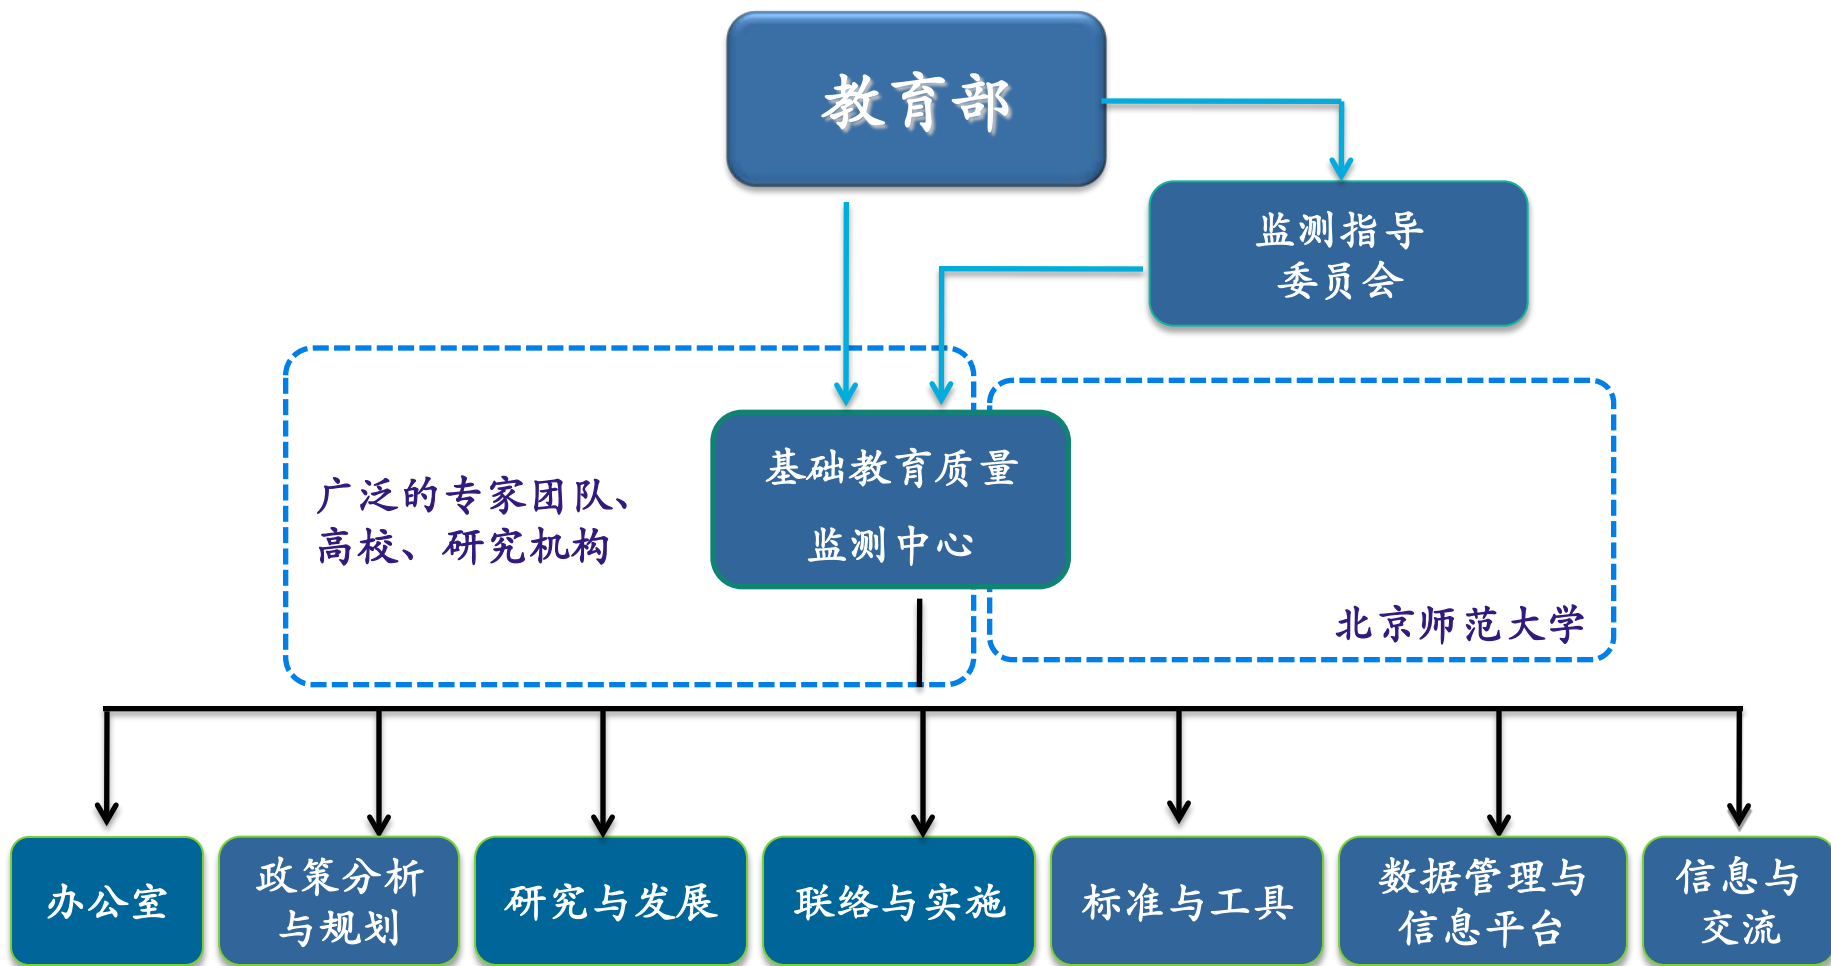 教育部
监测指导
委员会
基础教育质量
监测中心
广泛的专家团队、
高校、研究机构
北京师范大学
办公室
政策分析
与规划
研究与发展
联络与实施
标准与工具
数据管理与
信息平台
信息与
交流